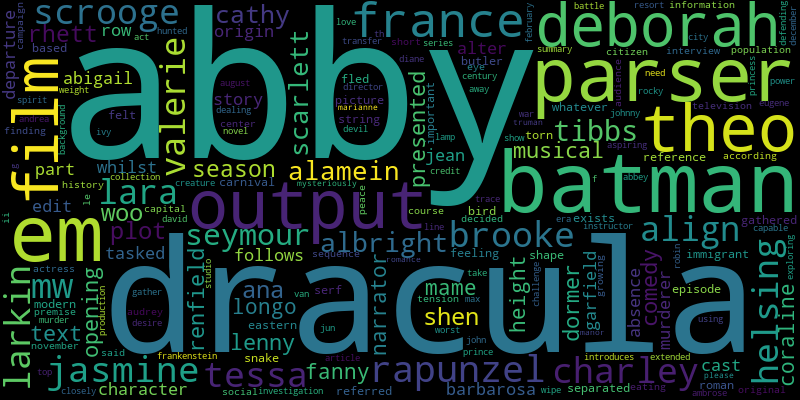 abby
dracula
batman
parser
em
output
theo
film
deborah
france
scrooge
rhett
row
cathy
origin
departure
based
act
love
th
transfer
short
series
battle
resort
information
defending
december
campaign
hunted
diane
butler
february
city
summary
citizen
interview
population
abigail
valerie
scarlett
alter
fled
eye
century
away
august
weight
felt
story
picture
director
marianne
need
rocky
television
johnny
princess
power
eugene
audience
spirit
andrea
finding
ivy
dealing
center
string
devil
novel
presented
important
war
truman
whatever
show
torn
aspiring
clamp
credit
tibbs
reference
according
background
part
whilst
season
alamein
jean
musical
history
collection
mysteriously
creature
carnival
abbey
f
le
lara
edit
woo
capital
david
peace
course
trace
bird
decided
era
instructor
exists
gathered
capable
ii
plot
seymour
line
brooke
align
tasked
follows
albright
feeling
shape
immigrant
robin
exploring
larkin
mw
opening
actress
modern
premise
murder
november
said
text
production
audrey
desire
gather
studio
renfield
ana
longo
van
serf
eastern
jun
lenny
snake
frankenstein
sequence
romance
narrator
mame
take
tension
max
shen
worst
john
prince
height
challenge
dormer
garfield
growing
manor
absence
murderer
comedy
episode
using
helsing
coraline
top
closely
jasmine
character
tessa
social
investigation
fanny
referred
article
wipe
rapunzel
barbarosa
charley
separated
introduces
extended
roman
eating
cast
please
original
ambrose